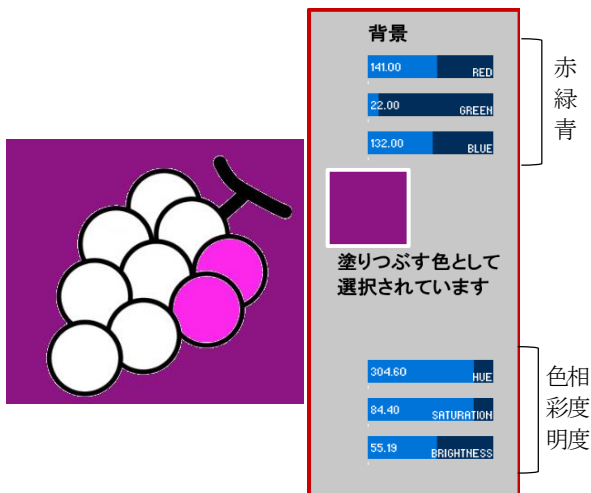 背景
141.00 RED
22.00 GREEN
132.00 BLUE
赤
緑
青
塗りつぶす色として
選択されています
304.60 HUE
84.40 SATURATION
55.19 BRIGHTNESS
色相
彩度
明度